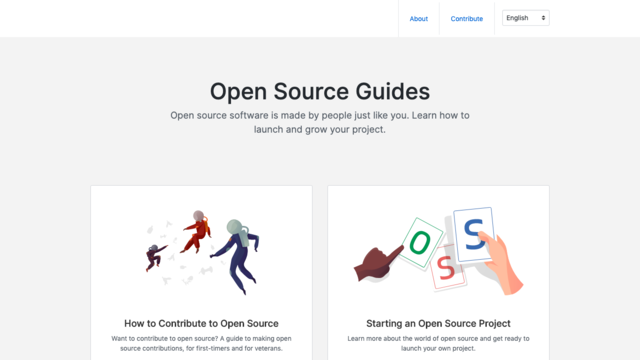 About
Contribute
English
Open Source Guides
Open source software is made by people just like you. Learn how to
launch and grow your project.
O
S
S
How to Contribute to Open Source
Want to contribute to open source? A guide to making open
source contributions, for first-timers and for veterans.
Starting an Open Source Project
Learn more about the world of open source and get ready to
launch your own project.